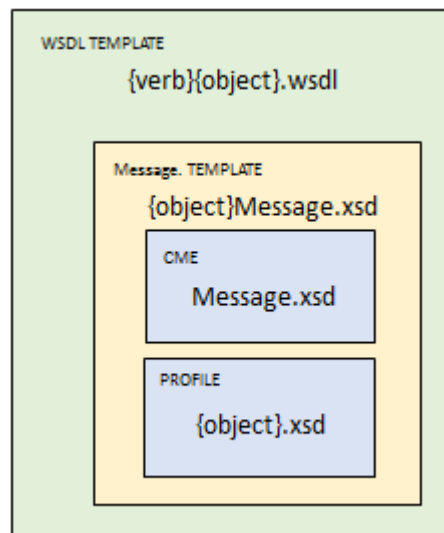 WSDL TEMPLATE
{verb}{object}.wsdl
Message. TEMPLATE
{object}Message.xsd
CME
Message.xsd
PROFILE
{object}.xsd